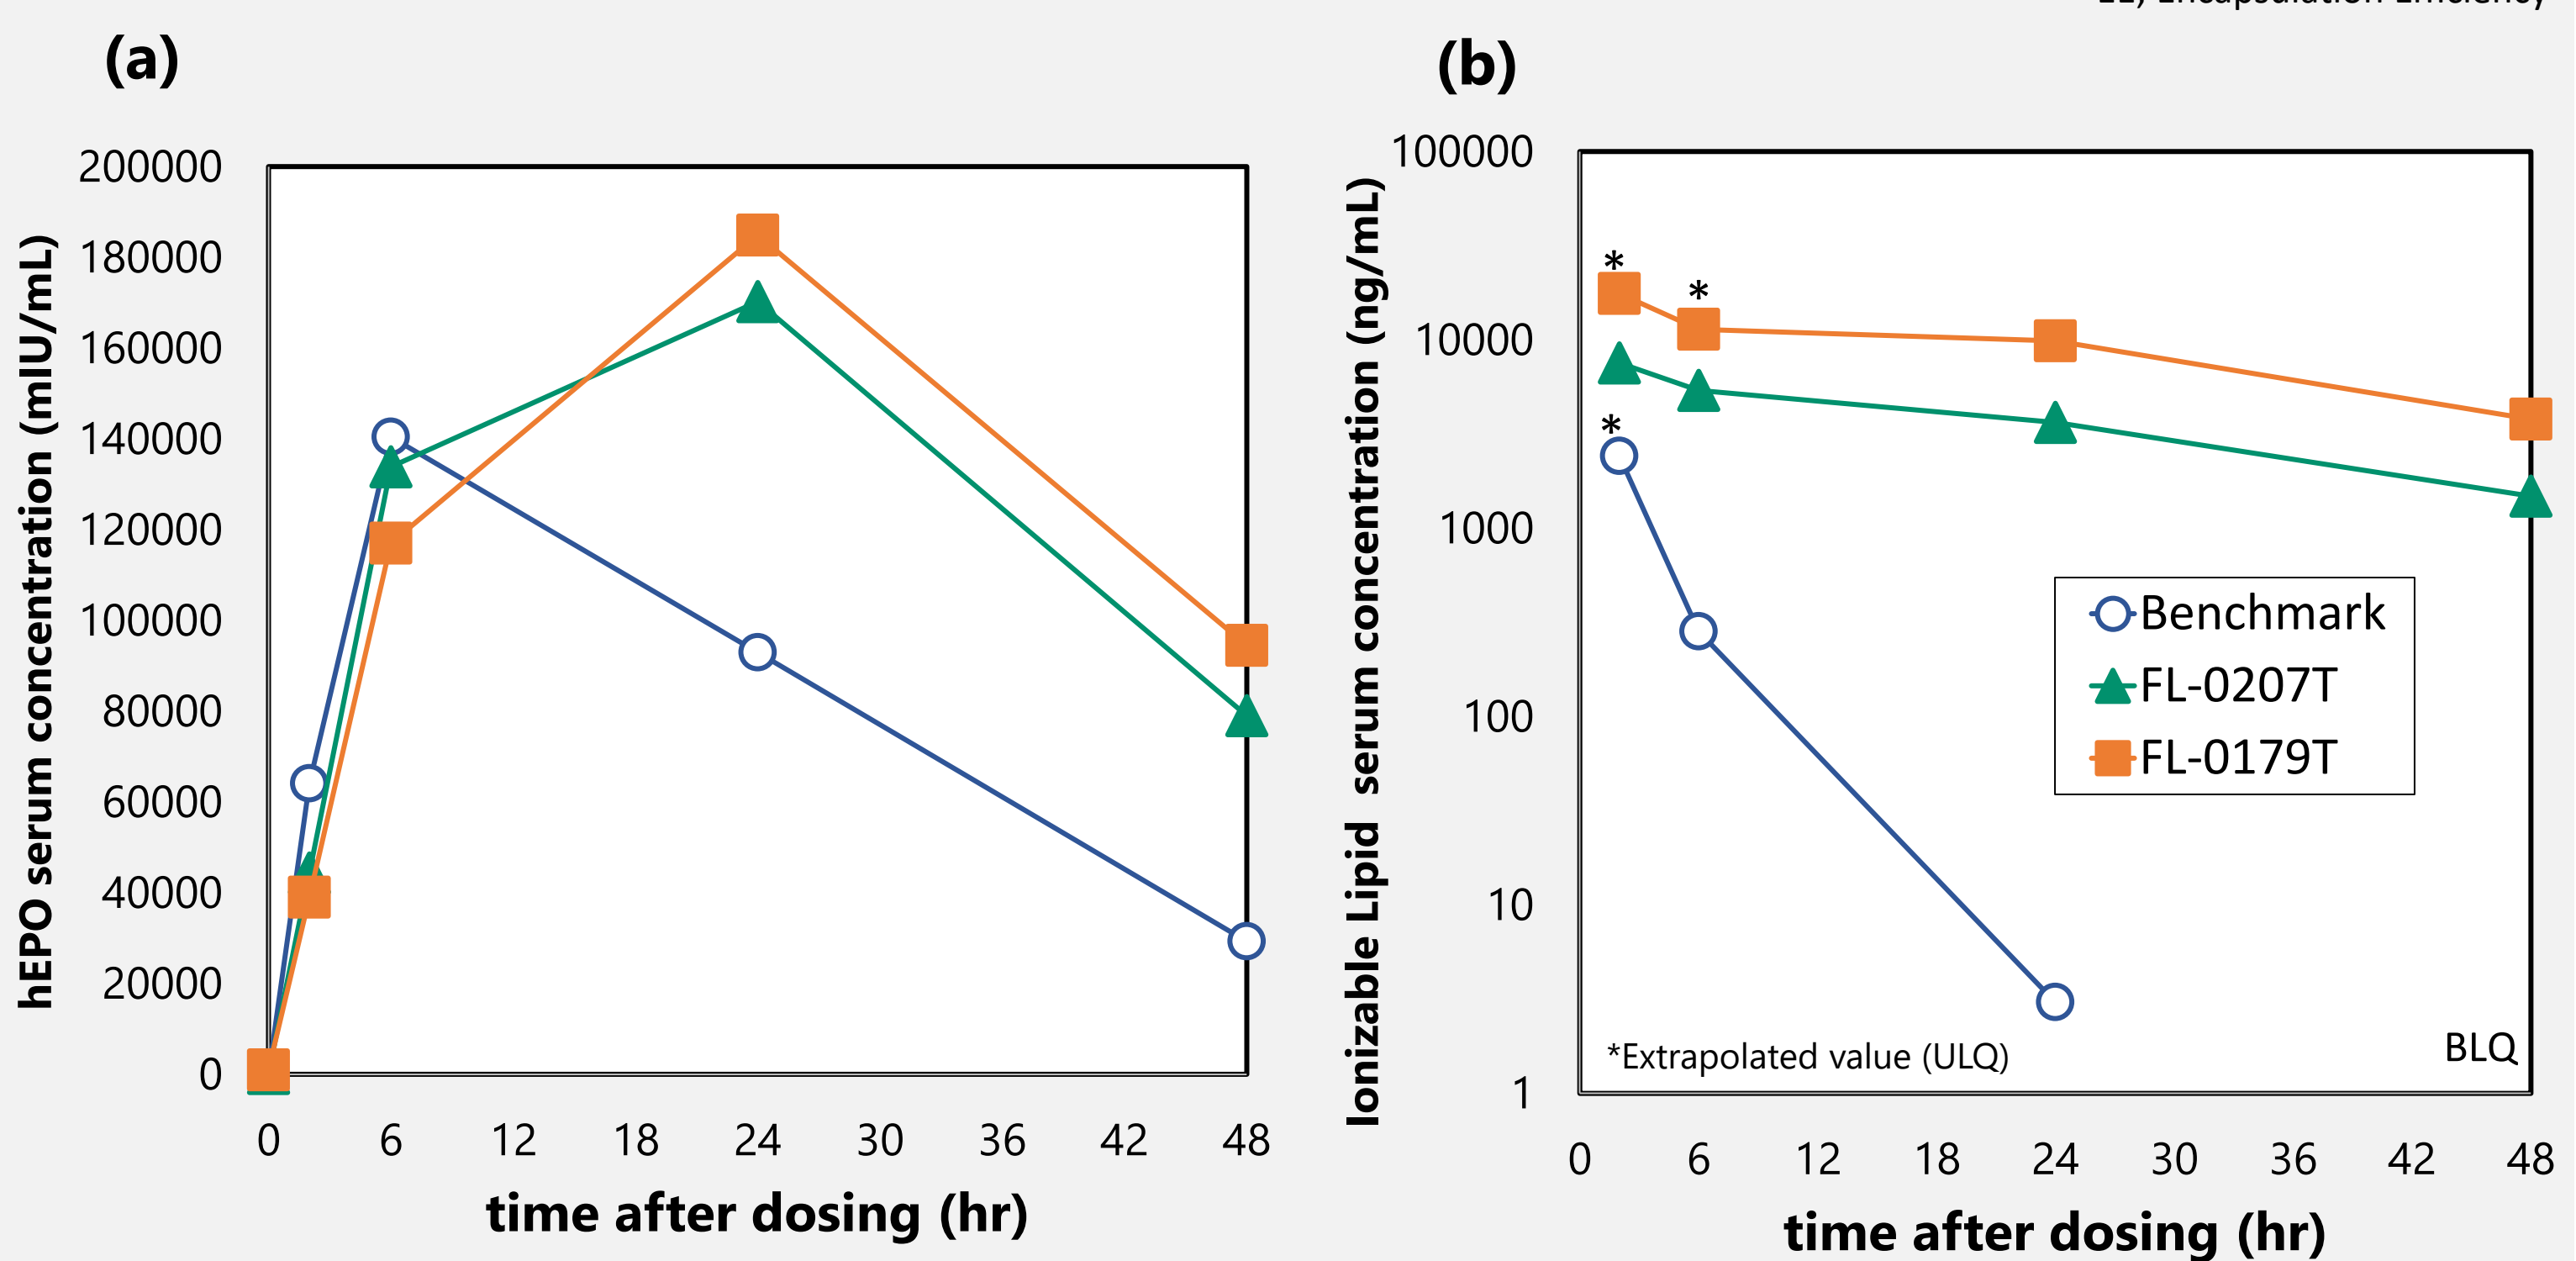 (a)
hEPO serum concentration (mIU/mL)
200000
180000
160000
140000
120000
100000
80000
60000
40000
20000
0
0 6 12 18 24 30 36 42 48
time after dosing (hr)
(b)
Ionizable Lipid serum concentration (ng/mL)
100000
10000
1000
100
10
1
*
*
*
Benchmark
FL-0207T
FL-0179T
*Extrapolated value (ULQ)
BLQ
0 6 12 18 24 30 36 42 48
time after dosing (hr)